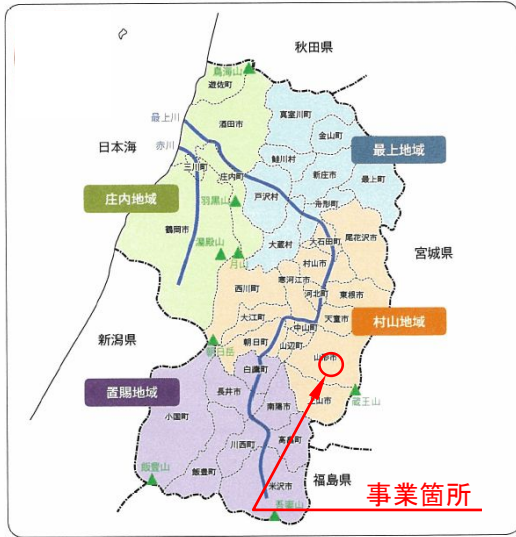 秋田県
鳥海山
遊佐町
真室川町
最上川
酒田市
金山町
日本海
赤川
鮭川村
最上地域
三川町
庄内町
新庄市
最上町
戸沢村
庄内地域
羽黒山
舟形町
鶴岡市
大蔵村
大石田町
尾花沢市
湯殿山
月山
村山市
宮城県
西川町
寒河江市
河北町
東根市
大江町
天童市
中山町
村山地域
新潟県
朝日町
山辺町
朝日岳
山形市
白鷹町
置賜地域
長井市
上山市
蔵王山
小国町
南陽市
川西町
高畠町
飯豊山
飯豊町
福島県
米沢市
事業箇所
吾妻山